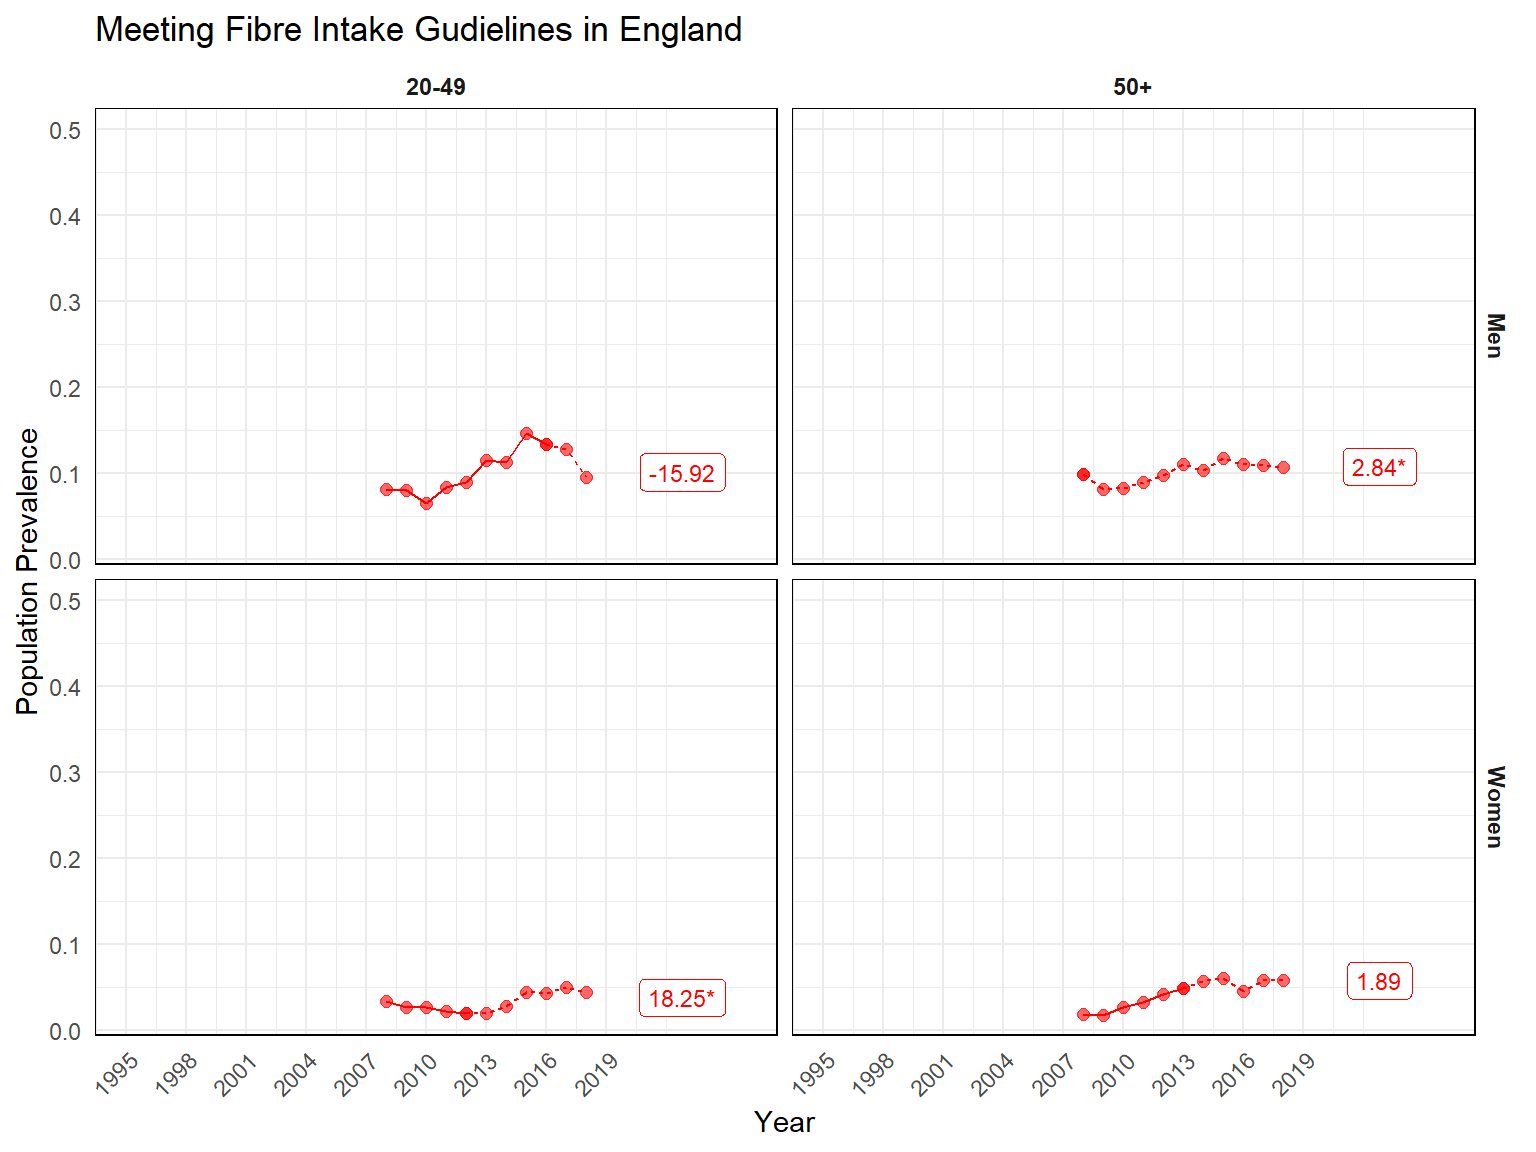 Meeting Fibre Intake Gudielines in England
20-49
50+
0.5
0.4
0.3
0.2
0.1
0.0
-15.92
2.84*
Men
Population Prevalence
0.5
0.4
0.3
0.2
0.1
0.0
18.25*
1.89
Women
1995 1998 2001 2004 2007 2010 2013 2016 2019
1995 1998 2001 2004 2007 2010 2013 2016 2019
Year